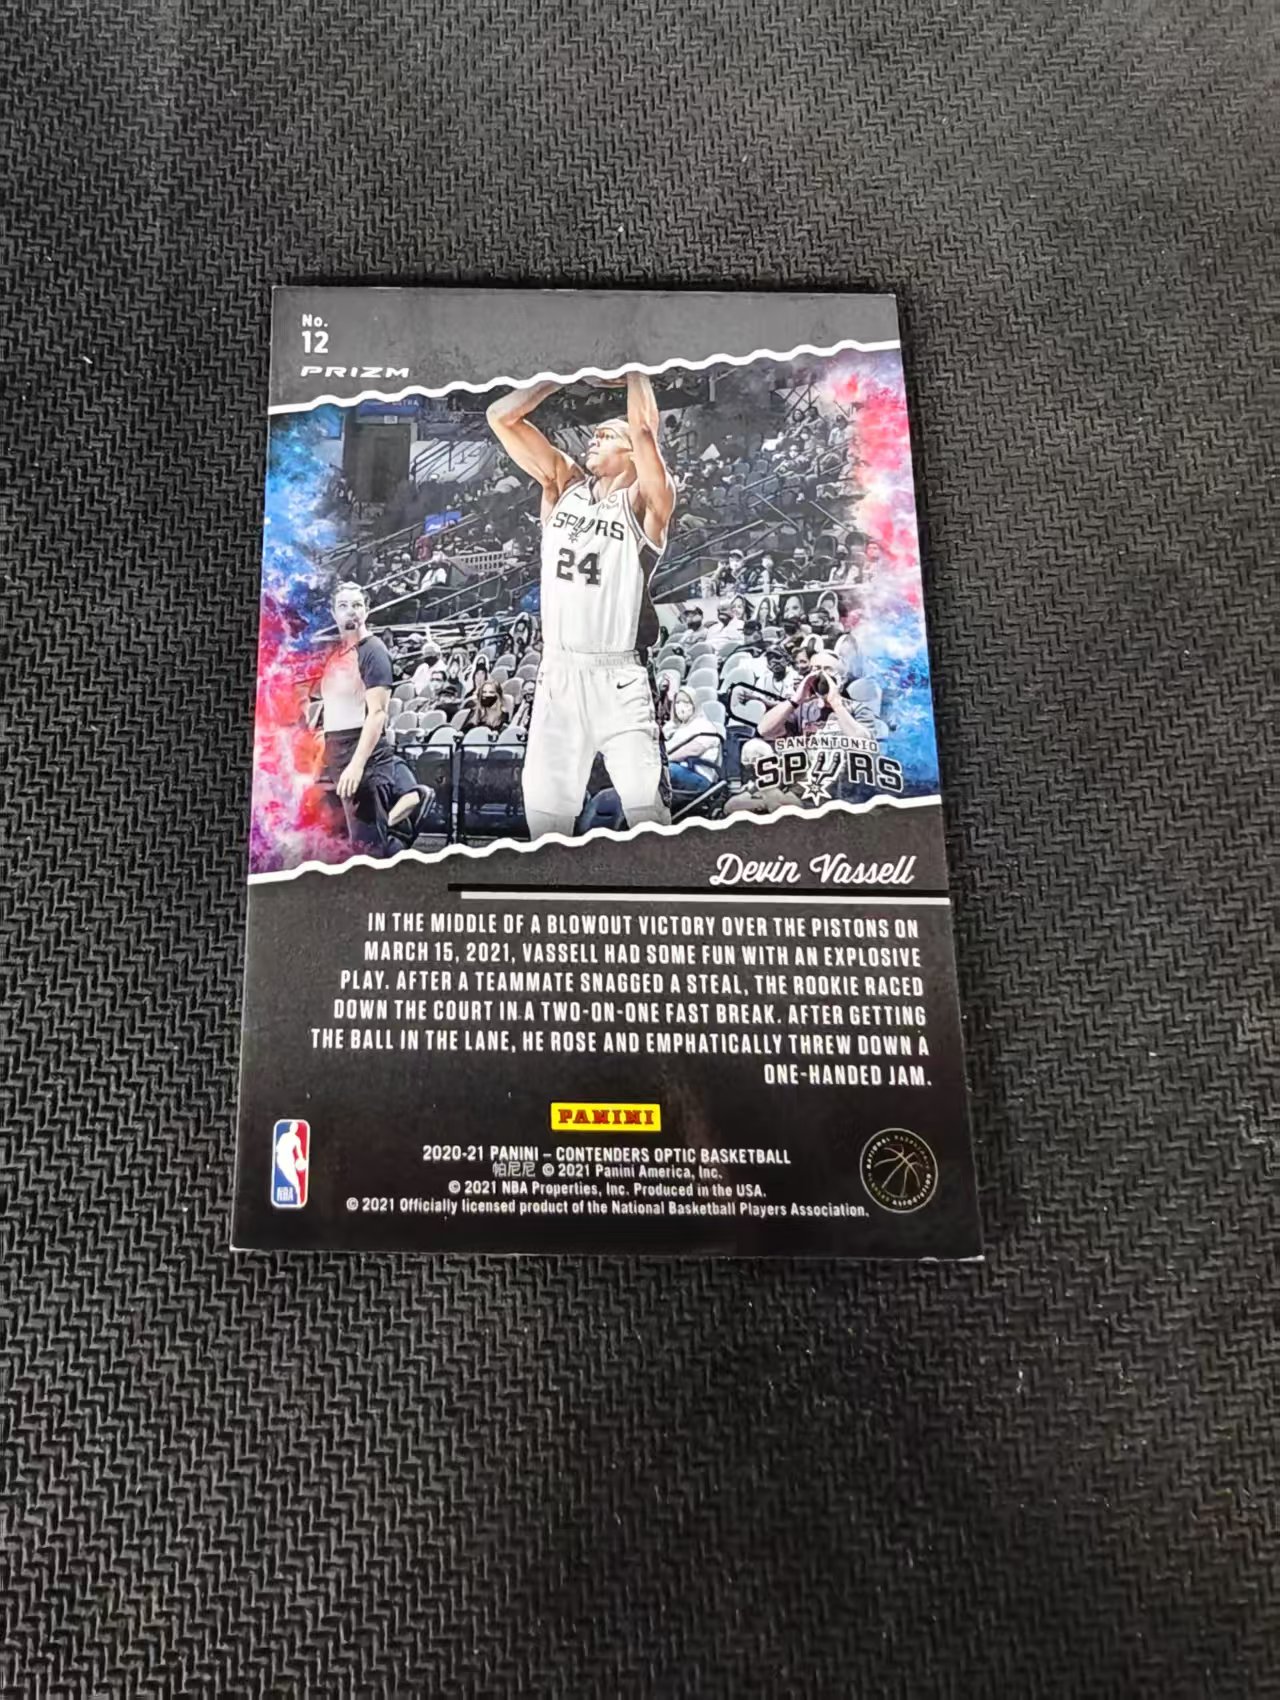 No.
12
PRIZM
SPURS
24
SAN ANTONIO
SPURS
Devin Vassell
IN THE MIDDLE OF A BLOWOUT VICTORY OVER THE PISTONS ON
MARCH 15, 2021, VASSELL HAD SOME FUN WITH AN EXPLOSIVE
PLAY. AFTER A TEAMMATE SNAGGED A STEAL, THE ROOKIE RACED
DOWN THE COURT IN A TWO-ON-ONE FAST BREAK. AFTER GETTING
THE BALL IN THE LANE, HE ROSE AND EMPHATICALLY THREW DOWN A
ONE-HANDED JAM.
PANINI
2020-21 PANINI – CONTENDERS OPTIC BASKETBALL
帕尼尼 © 2021 Panini America, Inc.
© 2021 NBA Properties, Inc. Produced in the USA.
© 2021 Officially licensed product of the National Basketball Players Association.
NBA
NATIONAL BASKETBALL PLAYERS ASSOCIATION